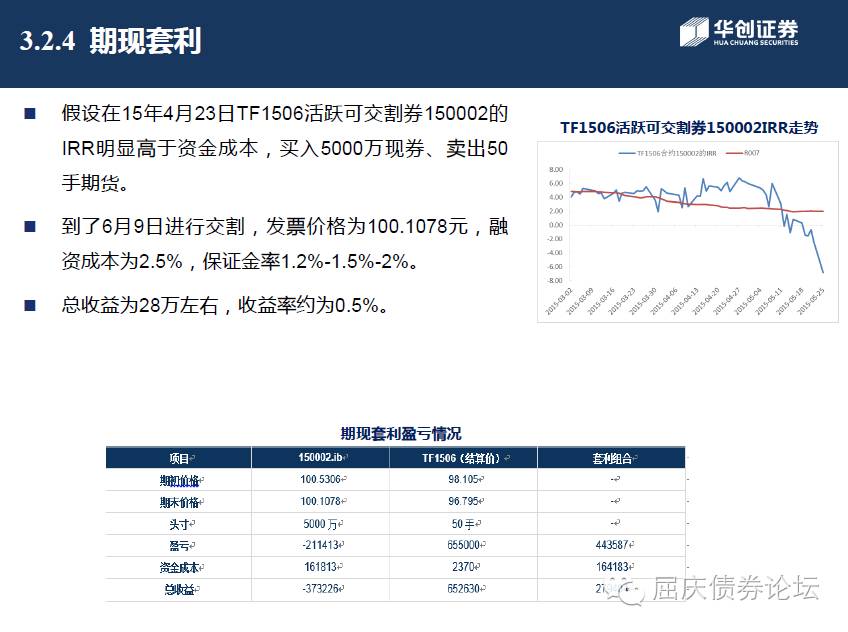 3.2.4 期现套利
华创证券
HUA CHUANG SECURITIES
■ 假设在15年4月23日TF1506活跃可交割券150002的
IRR明显高于资金成本，买入5000万现券、卖出50
手期货。
■ 到了6月9日进行交割，发票价格为100.1078元，融
资成本为2.5%，保证金率1.2%-1.5%-2%。
■ 总收益为28万左右，收益率约为0.5%。
TF1506活跃可交割券150002IRR走势
TF1506合约150002的IRR R007
8.00
6.00
4.00
2.00
0.00
-2.00
-4.00
-6.00
-8.00
2015-03-02 2015-03-09 2015-03-16 2015-03-23 2015-03-30 2015-04-06 2015-04-13 2015-04-20 2015-04-27 2015-05-04 2015-05-11 2015-05-18 2015-05-25
期现套利盈亏情况
项目 150002.ib TF1506（结算价） 套利组合
期初价格 100.5306 98.105 -
期末价格 100.1078 96.795 -
头寸 5000万 50手 -
盈亏 -211413 655000 443587
资金成本 161813 2370 164183
总收益 -373226 652630
屈庆债券论坛